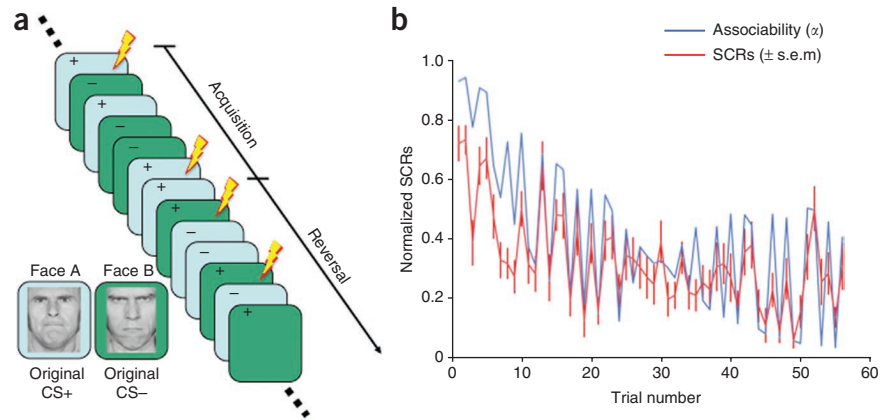 a
+
−
+
−
−
+
+
+
−
−
+
−
+
Acquisition
Reversal
Face A Face B
Original Original
CS+ CS−
b
Associability (α)
SCRs (± s.e.m)
Normalized SCRs
1.0
0.8
0.6
0.4
0.2
0
0 10 20 30 40 50 60
Trial number